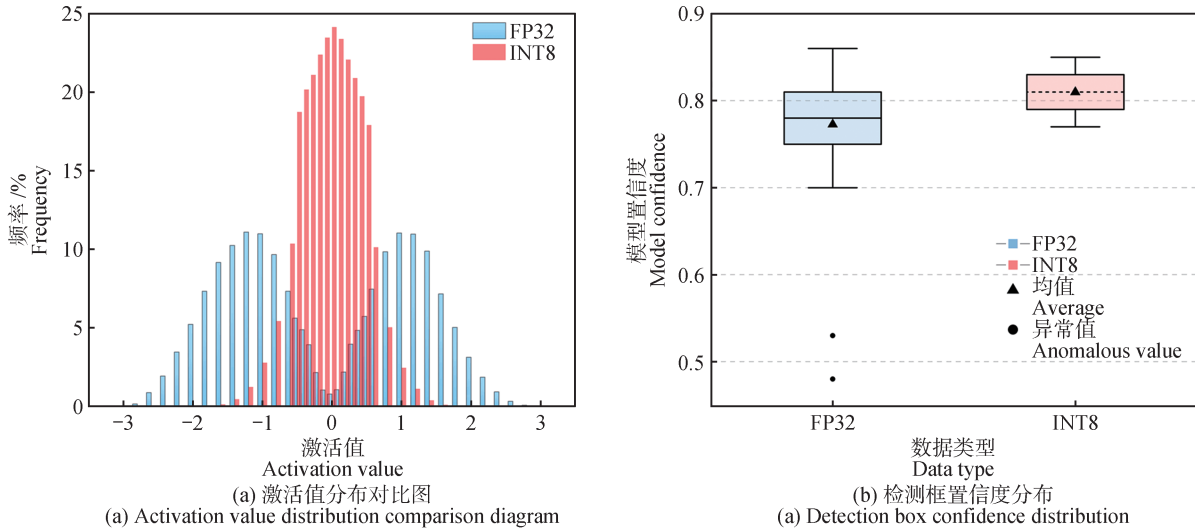 25
20
15
10
5
0
频率 /%
Frequency
FP32
INT8
−3
−2
−1
0
1
2
3
激活值
Activation value
(a) 激活值分布对比图
(a) Activation value distribution comparison diagram
0.9
0.8
0.7
0.6
0.5
模型置信度
Model confidence
FP32
INT8
均值
Average
异常值
Anomalous value
FP32
INT8
数据类型
Data type
(b) 检测框置信度分布
(a) Detection box confidence distribution